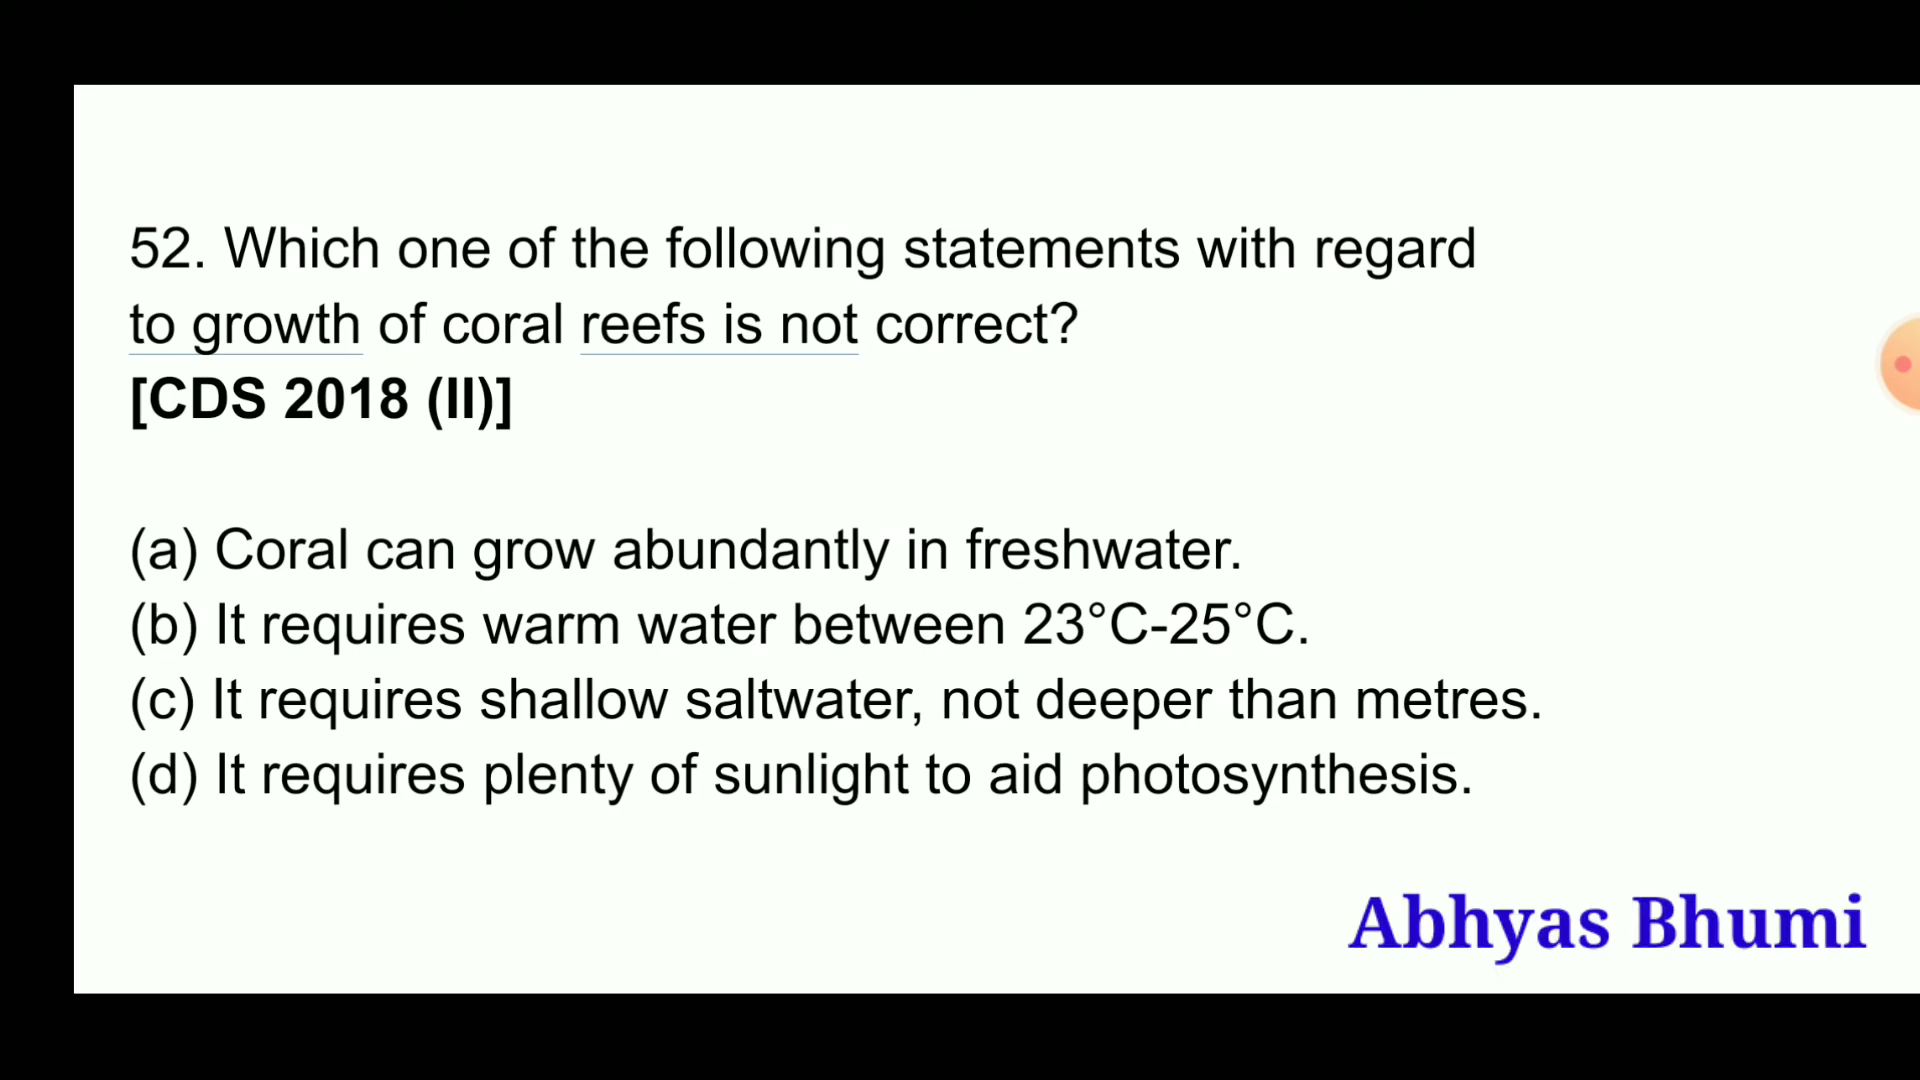 52. Which one of the following statements with regard
to growth of coral reefs is not correct?
[CDS 2018 (II)]
(a) Coral can grow abundantly in freshwater.
(b) It requires warm water between 23°C-25°C.
(c) It requires shallow saltwater, not deeper than metres.
(d) It requires plenty of sunlight to aid photosynthesis.
Abhyas Bhumi